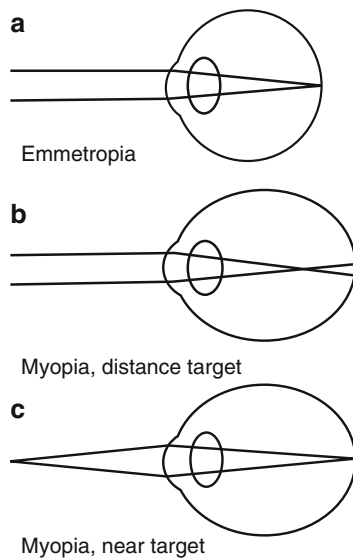 a
Emmetropia
b
Myopia, distance target
c
Myopia, near target